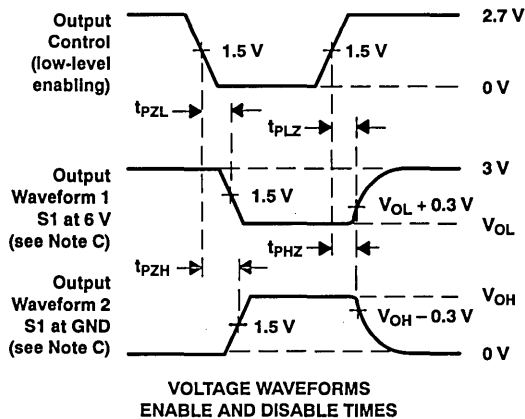 Output
Control
(low-level
enabling)
2.7 V
1.5 V
1.5 V
0 V
tPZL
tPLZ
Output
Waveform 1
S1 at 6 V
(see Note C)
3 V
1.5 V
VOL + 0.3 V
VOL
tPHZ
tPZH
Output
Waveform 2
S1 at GND
(see Note C)
VOH
1.5 V
VOH – 0.3 V
0 V
VOLTAGE WAVEFORMS
ENABLE AND DISABLE TIMES